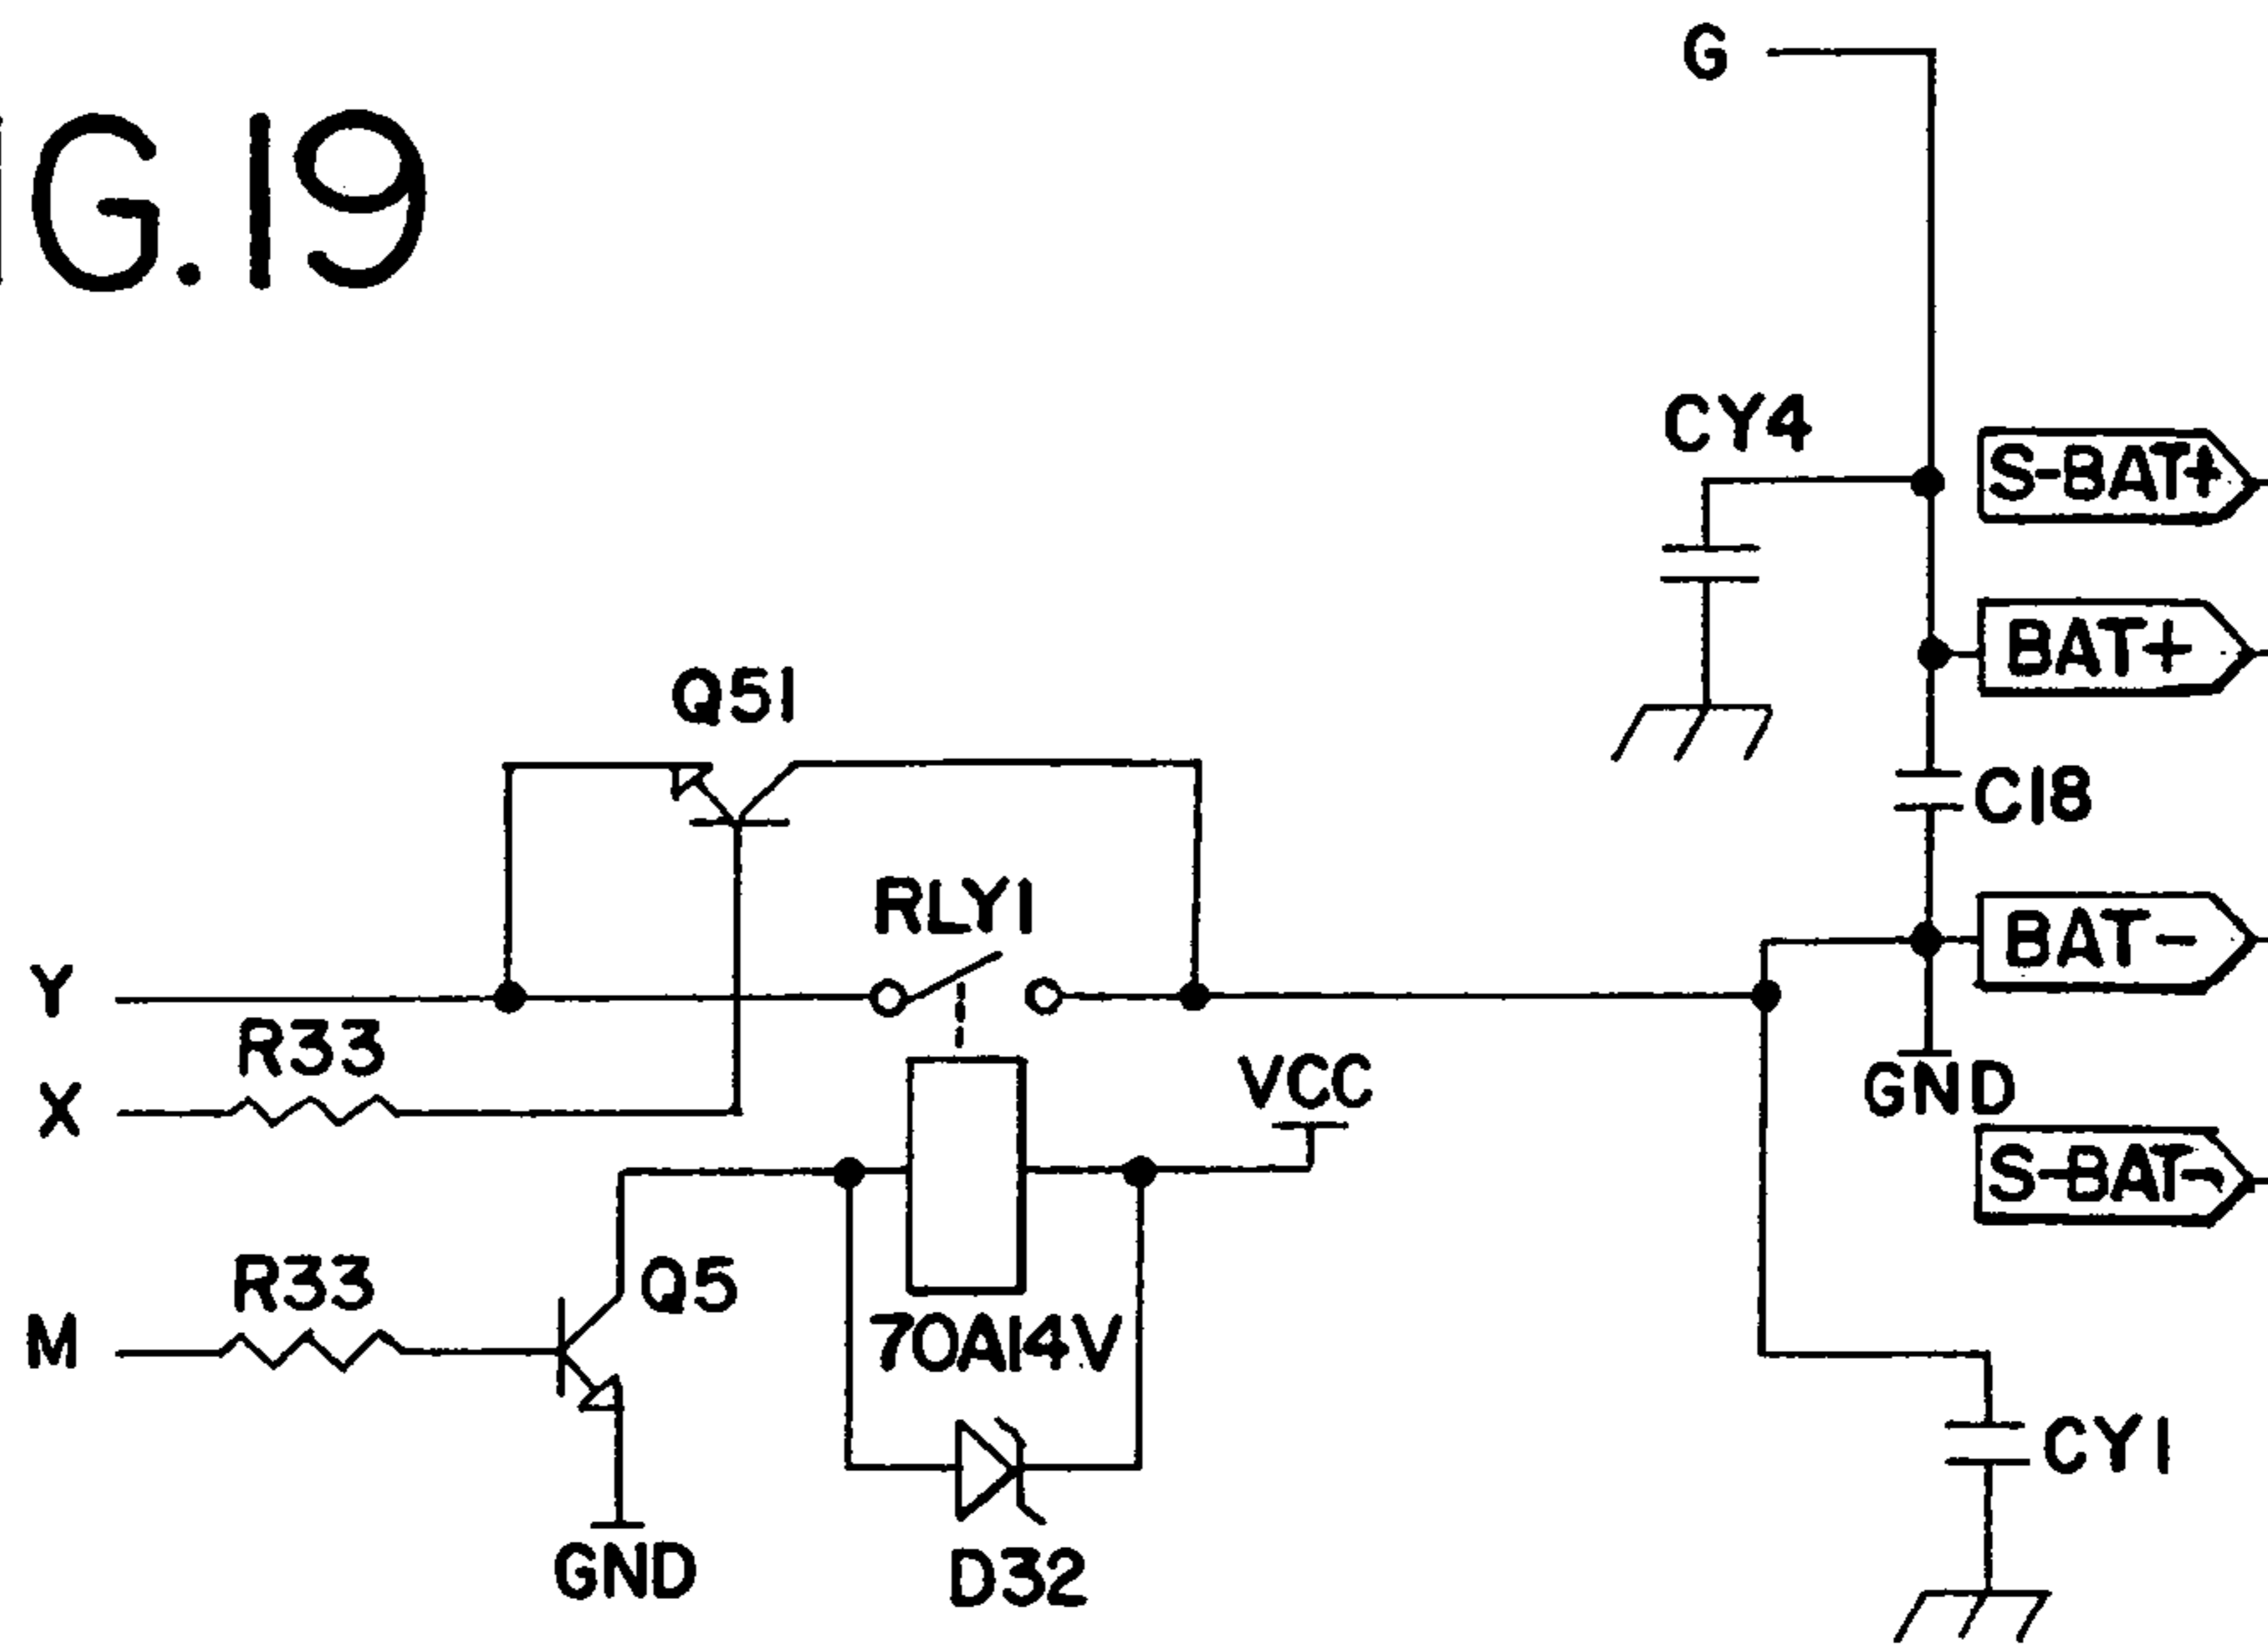 G
IG.19
CY4
S-BAT+
BAT+
Q51
C18
RLY1
BAT-
Y
R33
VCC
X
GND
S-BAT-
R33
Q5
M
70A14V
CY1
GND
D32